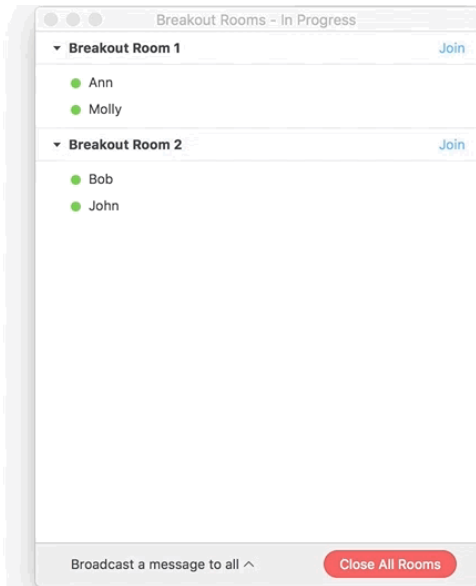 Breakout Rooms - In Progress
Breakout Room 1 Join
Ann
Molly
Breakout Room 2 Join
Bob
John
Broadcast a message to all Close All Rooms